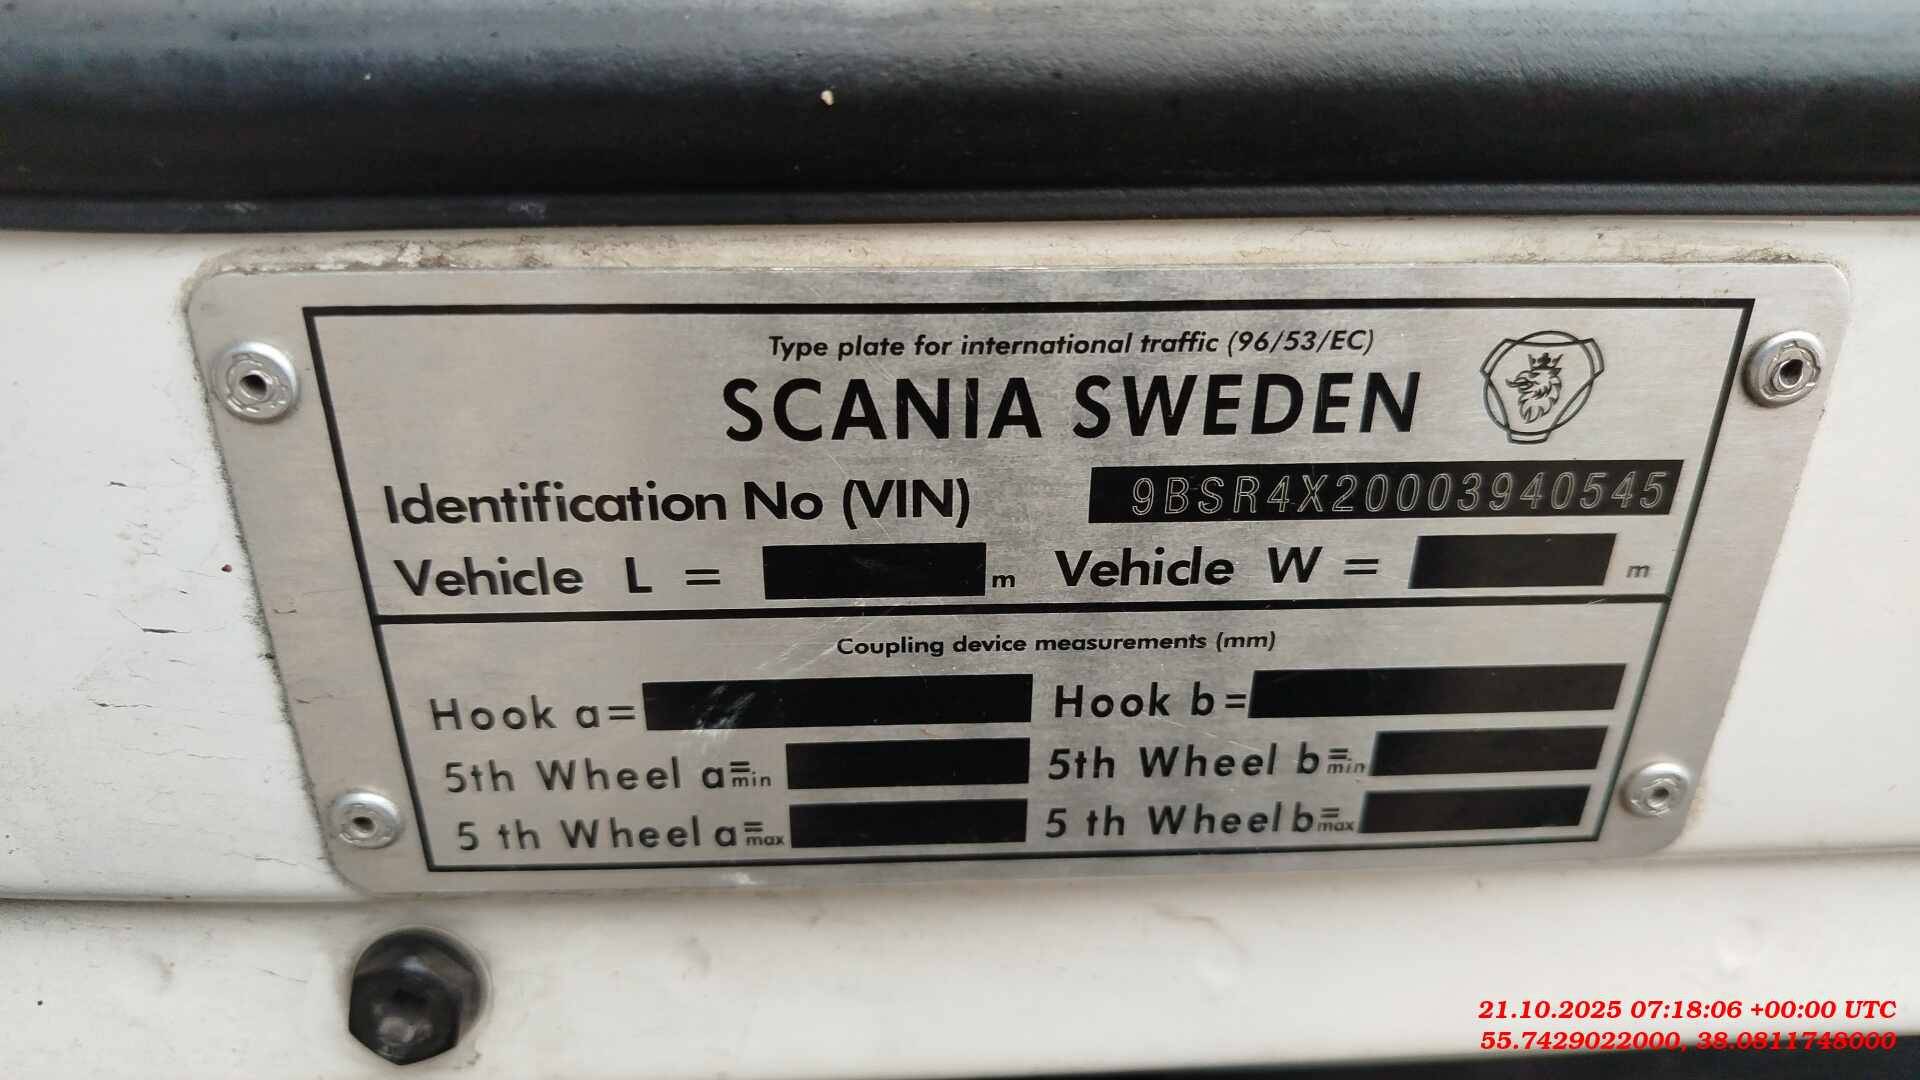 Type plate for international traffic (96/53/EC)
SCANIA SWEDEN
Identification No (VIN) 9BSR4X20003940545
Vehicle L = m Vehicle W = m
Coupling device measurements (mm)
Hook a= Hook b=
5th Wheel a=min 5th Wheel b=min
5 th Wheel a=max 5 th Wheel b=max
21.10.2025 07:18:06 +00:00 UTC
55.7429022000, 38.0811748000